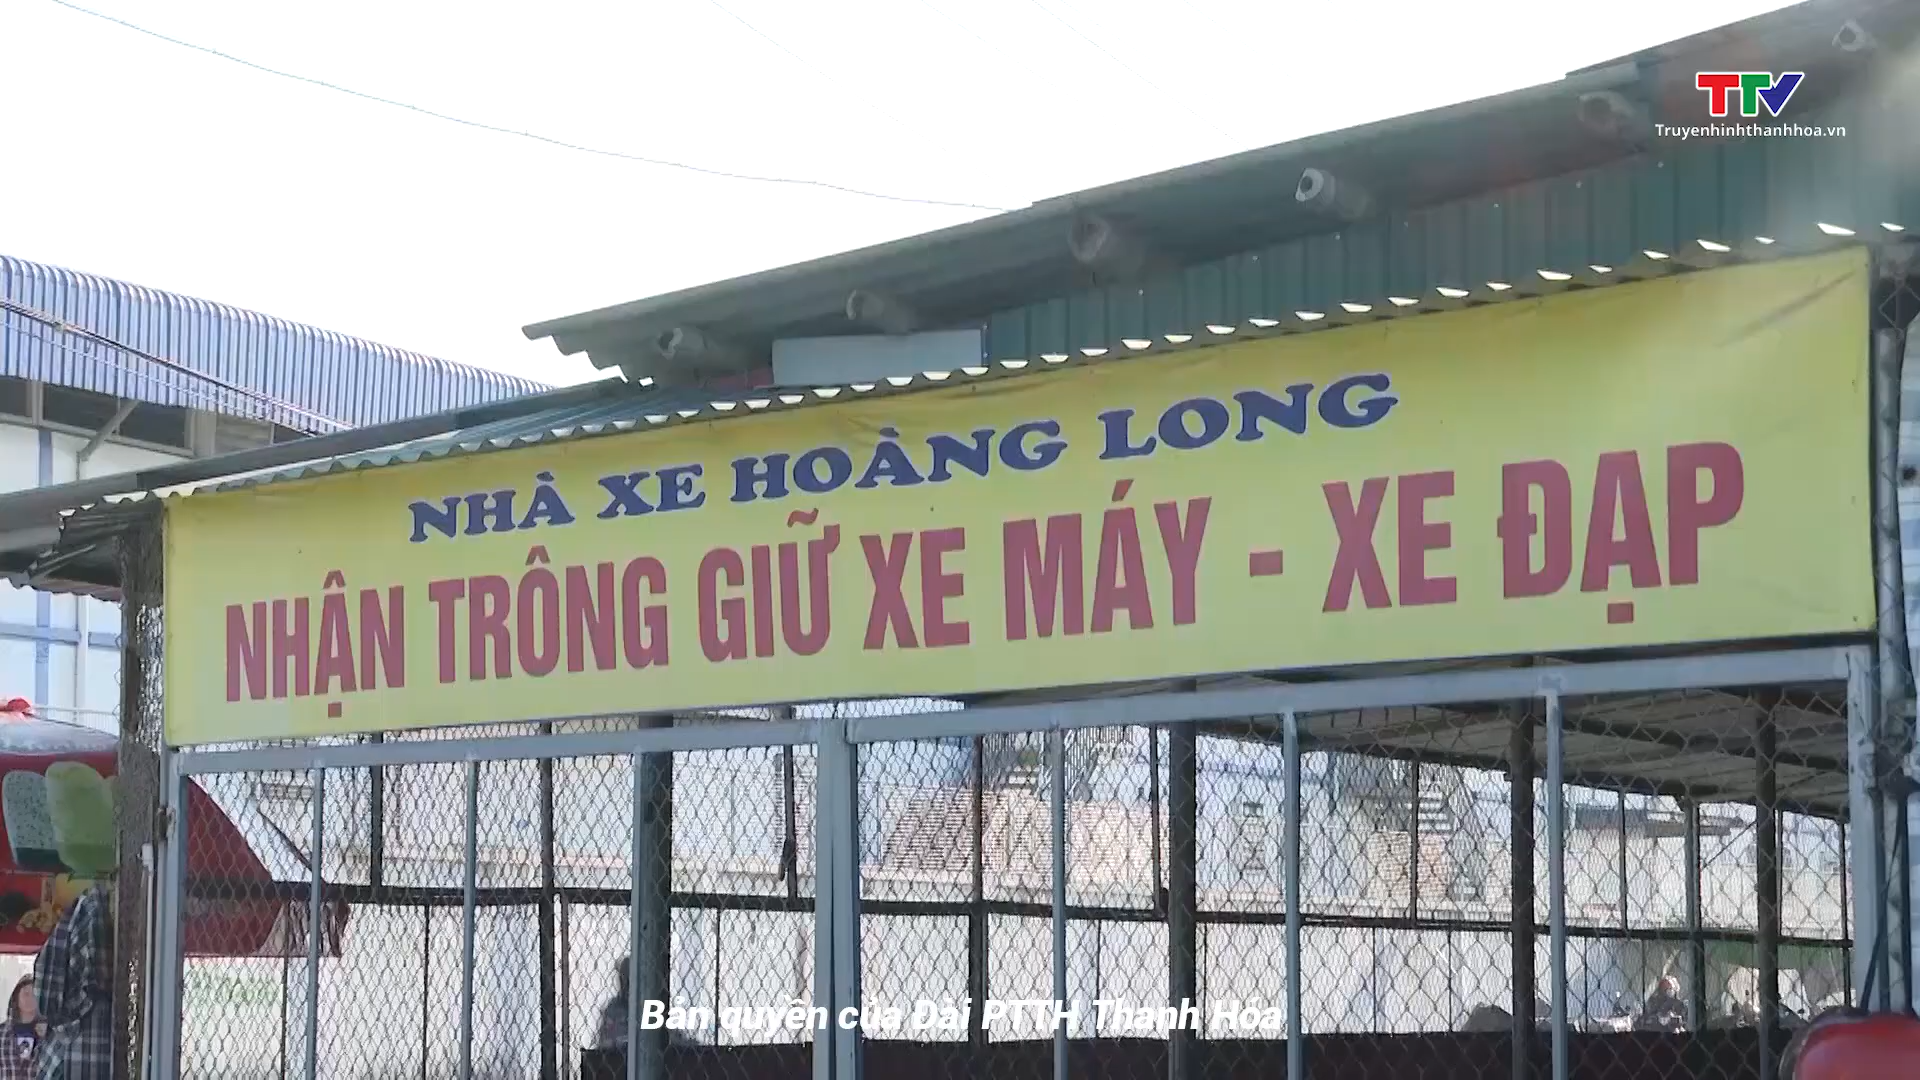 TTV
Truyenhinhthanhhoa.vn
NHÀ XE HOÀNG LONG
NHẬN TRÔNG GIỮ XE MÁY - XE ĐẠP
Bản quyền của Đài PTTH Thanh Hóa